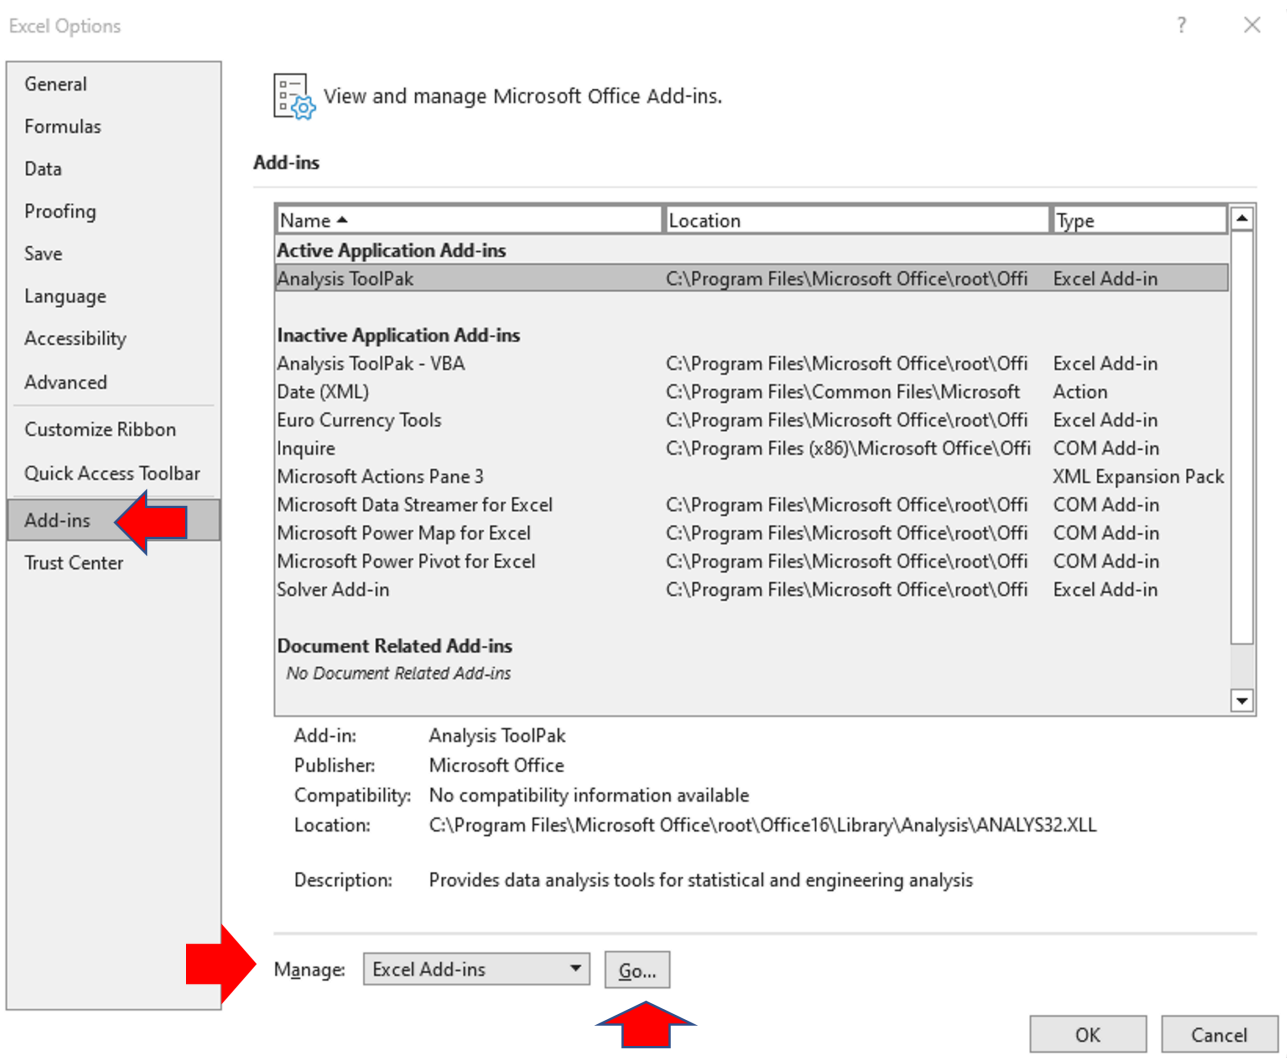 Excel Options
?
General
Formulas
Data
Proofing
Save
Language
Accessibility
Advanced
Customize Ribbon
Quick Access Toolbar
Add-ins
Trust Center
View and manage Microsoft Office Add-ins.
Add-ins
Name Location Type
Active Application Add-ins
Analysis ToolPak C:\Program Files\Microsoft Office\root\Offi Excel Add-in
Inactive Application Add-ins
Analysis ToolPak - VBA C:\Program Files\Microsoft Office\root\Offi Excel Add-in
Date (XML) C:\Program Files\Common Files\Microsoft Action
Euro Currency Tools C:\Program Files\Microsoft Office\root\Offi Excel Add-in
Inquire C:\Program Files (x86)\Microsoft Office\Offi COM Add-in
Microsoft Actions Pane 3 XML Expansion Pack
Microsoft Data Streamer for Excel C:\Program Files\Microsoft Office\root\Offi COM Add-in
Microsoft Power Map for Excel C:\Program Files\Microsoft Office\root\Offi COM Add-in
Microsoft Power Pivot for Excel C:\Program Files\Microsoft Office\root\Offi COM Add-in
Solver Add-in C:\Program Files\Microsoft Office\root\Offi Excel Add-in
Document Related Add-ins
No Document Related Add-ins
Add-in: Analysis ToolPak
Publisher: Microsoft Office
Compatibility: No compatibility information available
Location: C:\Program Files\Microsoft Office\root\Office16\Library\Analysis\ANALYS32.XLL
Description: Provides data analysis tools for statistical and engineering analysis
Manage: Excel Add-ins Go...
OK Cancel